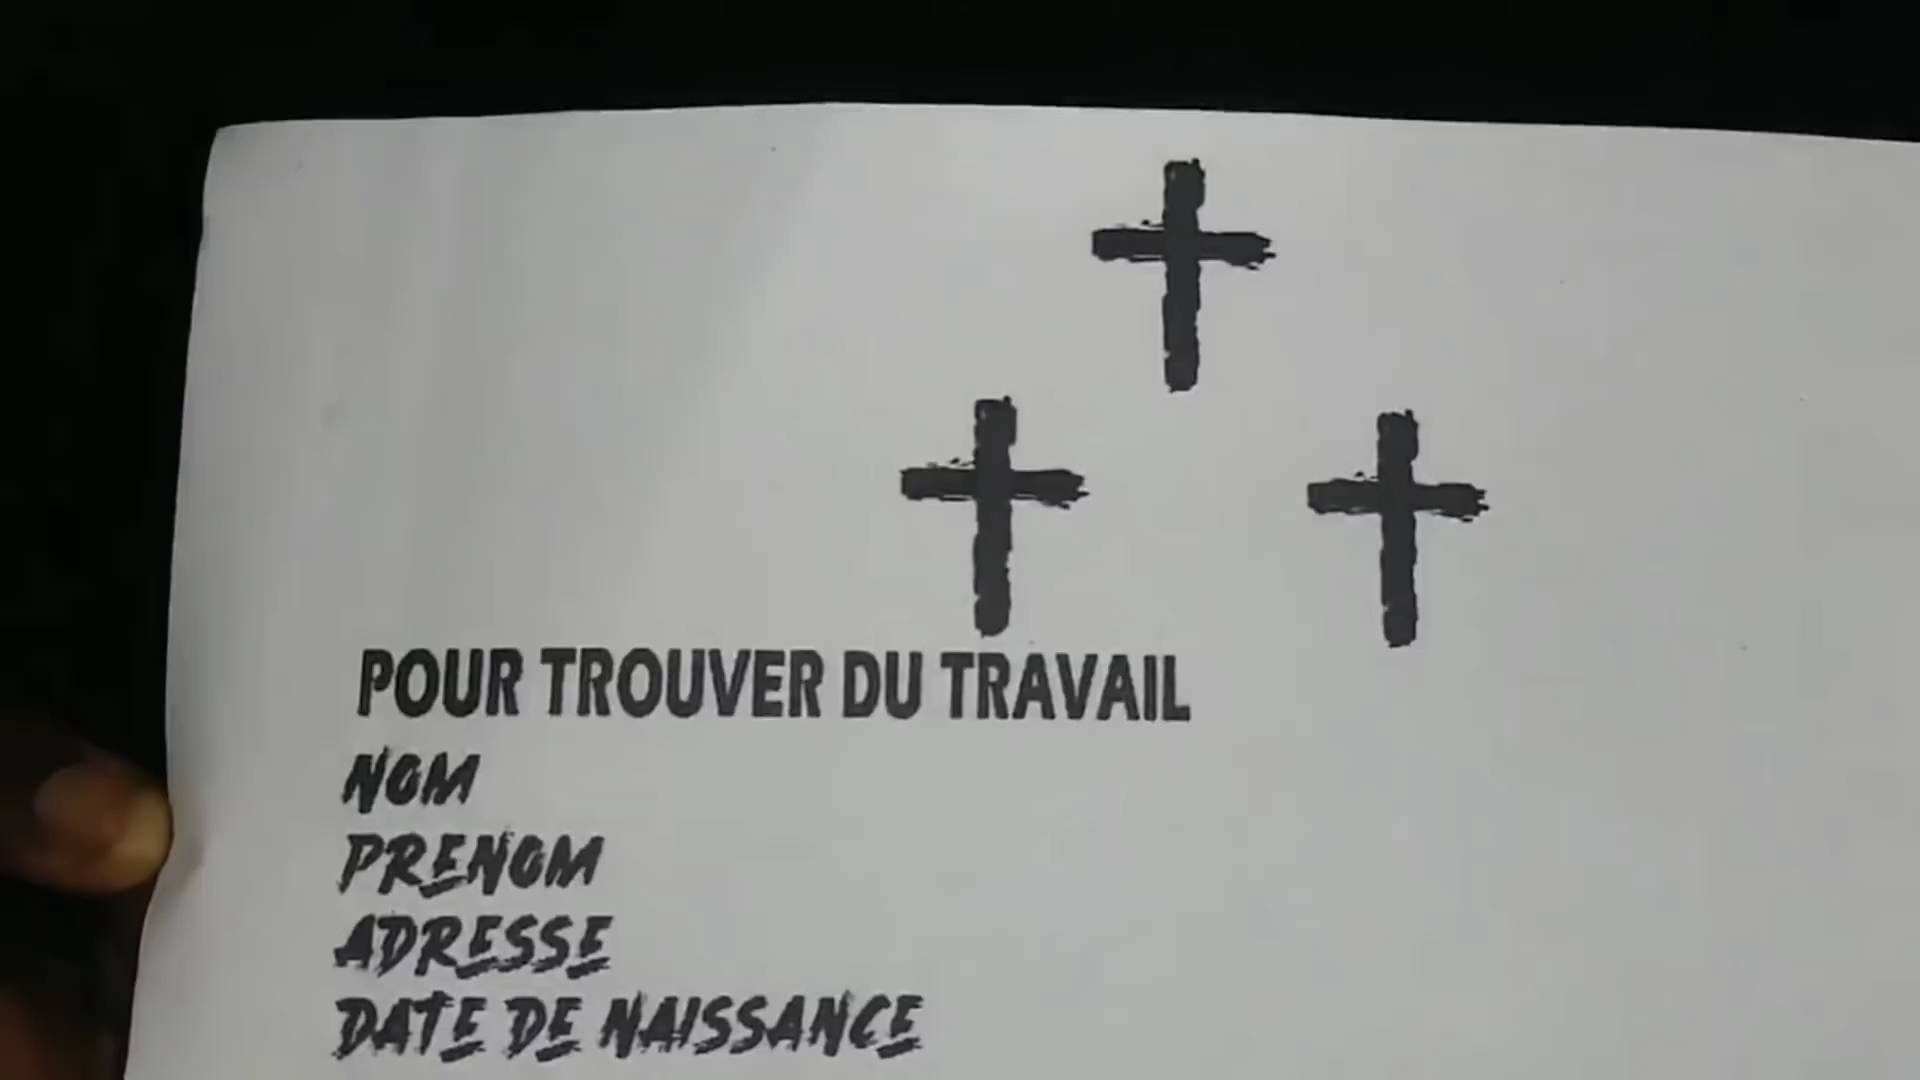 POUR TROUVER DU TRAVAIL
NOM
PRENOM
ADRESSE
DATE DE NAISSANCE